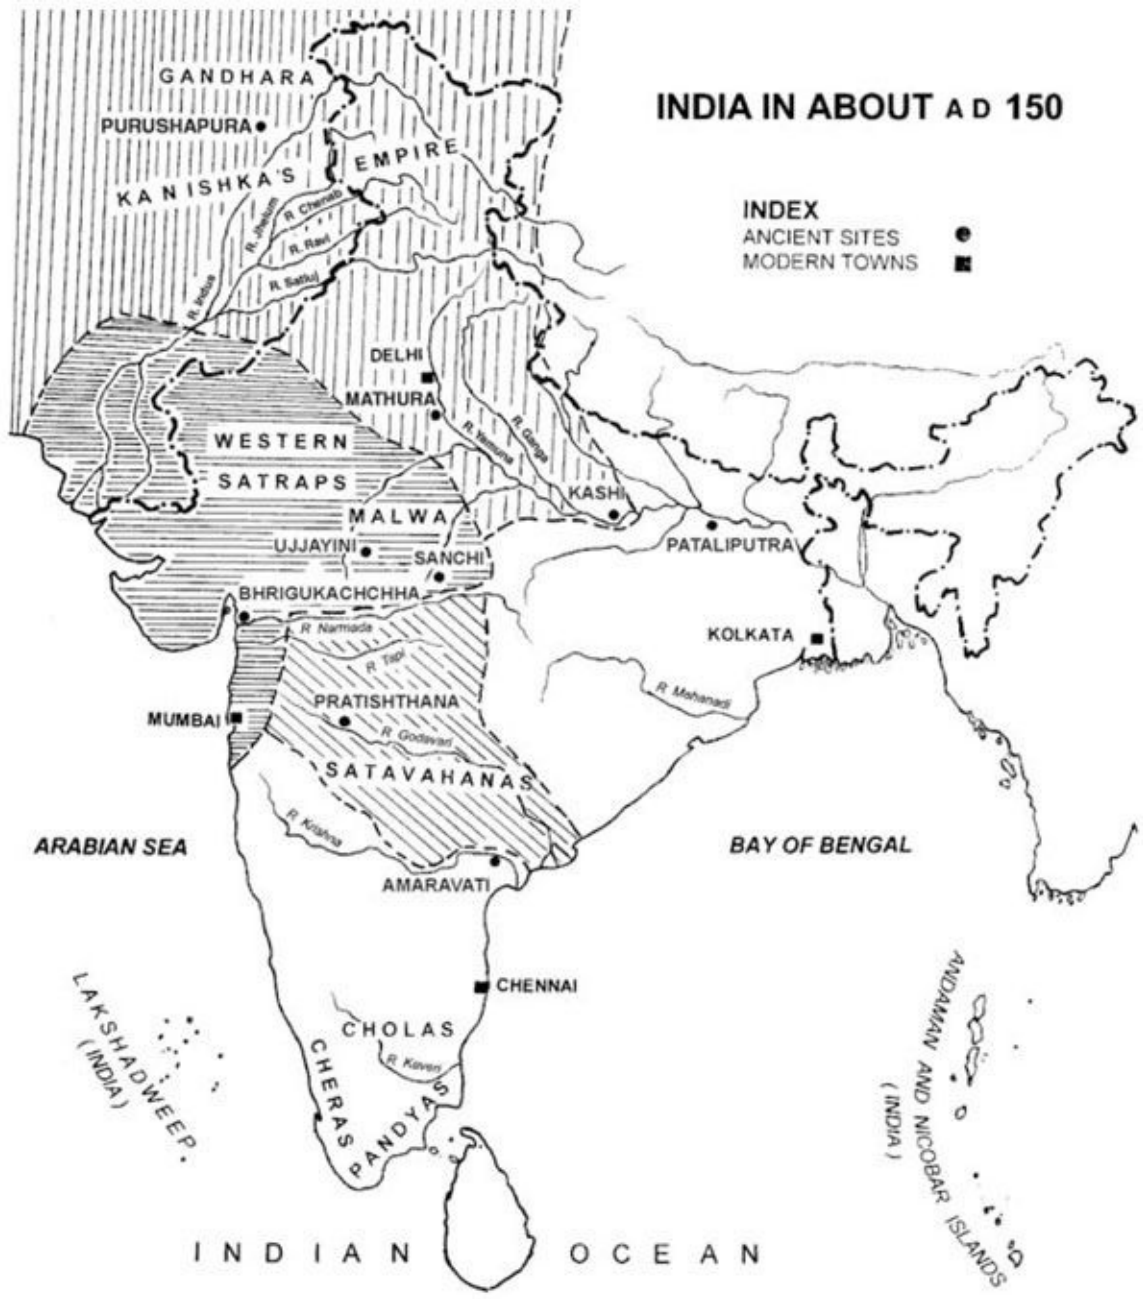 INDIA IN ABOUT AD 150
INDEX
ANCIENT SITES
MODERN TOWNS
GANDHARA
PURUSHAPURA
KANISHKA'S EMPIRE
R. Jhelum
R. Chenab
R. Ravi
R. Satluj
R. Indus
DELHI
MATHURA
R. Yamuna
R. Ganga
WESTERN
SATRAPS
MALWA
KASHI
UJJAYINI
SANCHI
PATALIPUTRA
BHRIGUKACHCHHA
R Narmada
KOLKATA
R Tapi
R Mahanadi
PRATISHTHANA
MUMBAI
R Godavari
SATAVAHANAS
R Krishna
ARABIAN SEA
BAY OF BENGAL
AMARAVATI
CHENNAI
LAKSHADWEEP
(INDIA)
ANDAMAN AND NICOBAR ISLANDS
(INDIA)
CHOLAS
R Kaveri
CHERAS
PANDYAS
INDIAN OCEAN